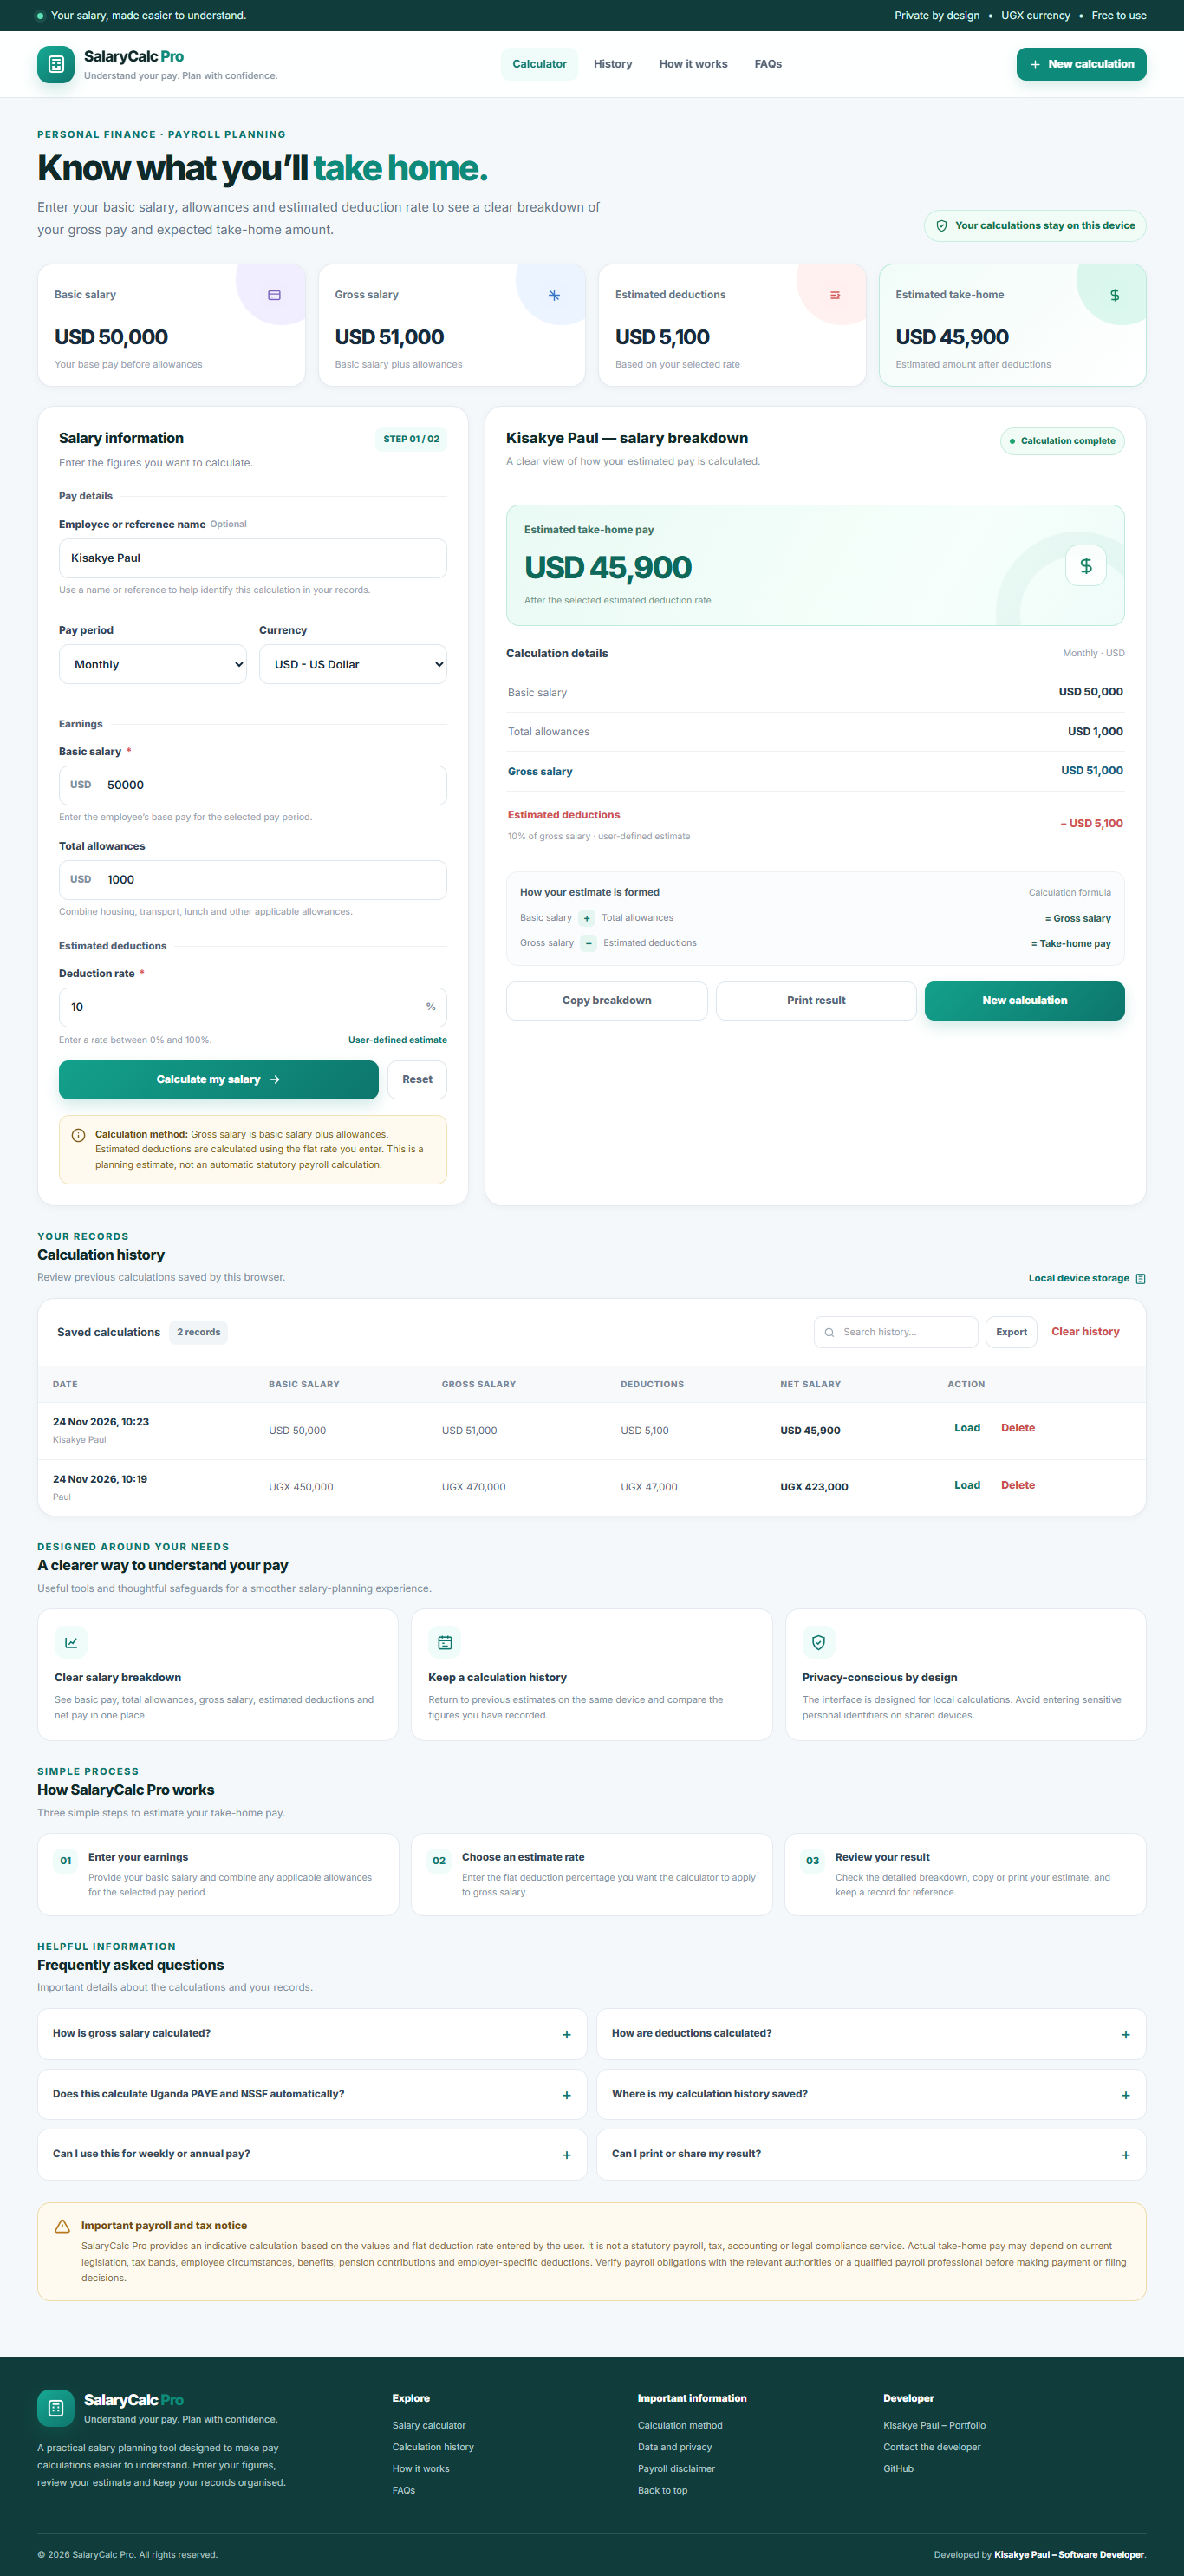 Your salary, made easier to understand.
Private by design • UGX currency • Free to use
SalaryCalc Pro
Understand your pay. Plan with confidence.
Calculator
History
How it works
FAQs
+ New calculation
PERSONAL FINANCE · PAYROLL PLANNING
Know what you’ll take home.
Enter your basic salary, allowances and estimated deduction rate to see a clear breakdown of
your gross pay and expected take-home amount.
Your calculations stay on this device
Basic salary
USD 50,000
Your base pay before allowances
Gross salary
USD 51,000
Basic salary plus allowances
Estimated deductions
USD 5,100
Based on your selected rate
Estimated take-home
$
USD 45,900
Estimated amount after deductions
Salary information
STEP 01 / 02
Enter the figures you want to calculate.
Pay details
Employee or reference name Optional
Kisakye Paul
Use a name or reference to help identify this calculation in your records.
Pay period
Currency
Monthly
USD - US Dollar
Earnings
Basic salary *
USD 50000
Enter the employee’s base pay for the selected pay period.
Total allowances
USD 1000
Combine housing, transport, lunch and other applicable allowances.
Estimated deductions
Deduction rate *
10 %
Enter a rate between 0% and 100%.
User-defined estimate
Calculate my salary →
Reset
Calculation method: Gross salary is basic salary plus allowances.
Estimated deductions are calculated using the flat rate you enter. This is a
planning estimate, not an automatic statutory payroll calculation.
Kisakye Paul — salary breakdown
Calculation complete
A clear view of how your estimated pay is calculated.
Estimated take-home pay
USD 45,900
$
After the selected estimated deduction rate
Calculation details
Monthly · USD
Basic salary
USD 50,000
Total allowances
USD 1,000
Gross salary
USD 51,000
Estimated deductions
− USD 5,100
10% of gross salary · user-defined estimate
How your estimate is formed
Calculation formula
Basic salary + Total allowances
= Gross salary
Gross salary − Estimated deductions
= Take-home pay
Copy breakdown
Print result
New calculation
YOUR RECORDS
Calculation history
Review previous calculations saved by this browser.
Local device storage
Saved calculations
2 records
Search history...
Export
Clear history
DATE BASIC SALARY GROSS SALARY DEDUCTIONS NET SALARY ACTION
24 Nov 2026, 10:23
Kisakye Paul
USD 50,000 USD 51,000 USD 5,100 USD 45,900 Load Delete
24 Nov 2026, 10:19
Paul
UGX 450,000 UGX 470,000 UGX 47,000 UGX 423,000 Load Delete
DESIGNED AROUND YOUR NEEDS
A clearer way to understand your pay
Useful tools and thoughtful safeguards for a smoother salary-planning experience.
Clear salary breakdown
See basic pay, total allowances, gross salary, estimated deductions and
net pay in one place.
Keep a calculation history
Return to previous estimates on the same device and compare the
figures you have recorded.
Privacy-conscious by design
The interface is designed for local calculations. Avoid entering sensitive
personal identifiers on shared devices.
SIMPLE PROCESS
How SalaryCalc Pro works
Three simple steps to estimate your take-home pay.
01
Enter your earnings
Provide your basic salary and combine any applicable allowances
for the selected pay period.
02
Choose an estimate rate
Enter the flat deduction percentage you want the calculator to apply
to gross salary.
03
Review your result
Check the detailed breakdown, copy or print your estimate, and
keep a record for reference.
HELPFUL INFORMATION
Frequently asked questions
Important details about the calculations and your records.
How is gross salary calculated? +
How are deductions calculated? +
Does this calculate Uganda PAYE and NSSF automatically? +
Where is my calculation history saved? +
Can I use this for weekly or annual pay? +
Can I print or share my result? +
Important payroll and tax notice
SalaryCalc Pro provides an indicative calculation based on the values and flat deduction rate entered by the user. It is not a statutory payroll, tax, accounting or legal compliance service. Actual take-home pay may depend on current
legislation, tax bands, employee circumstances, benefits, pension contributions and employer-specific deductions. Verify payroll obligations with the relevant authorities or a qualified payroll professional before making payment or filing
decisions.
SalaryCalc Pro
Understand your pay. Plan with confidence.
A practical salary planning tool designed to make pay
calculations easier to understand. Enter your figures,
review your estimate and keep your records organised.
Explore
Salary calculator
Calculation history
How it works
FAQs
Important information
Calculation method
Data and privacy
Payroll disclaimer
Back to top
Developer
Kisakye Paul – Portfolio
Contact the developer
GitHub
© 2026 SalaryCalc Pro. All rights reserved.
Developed by Kisakye Paul – Software Developer.